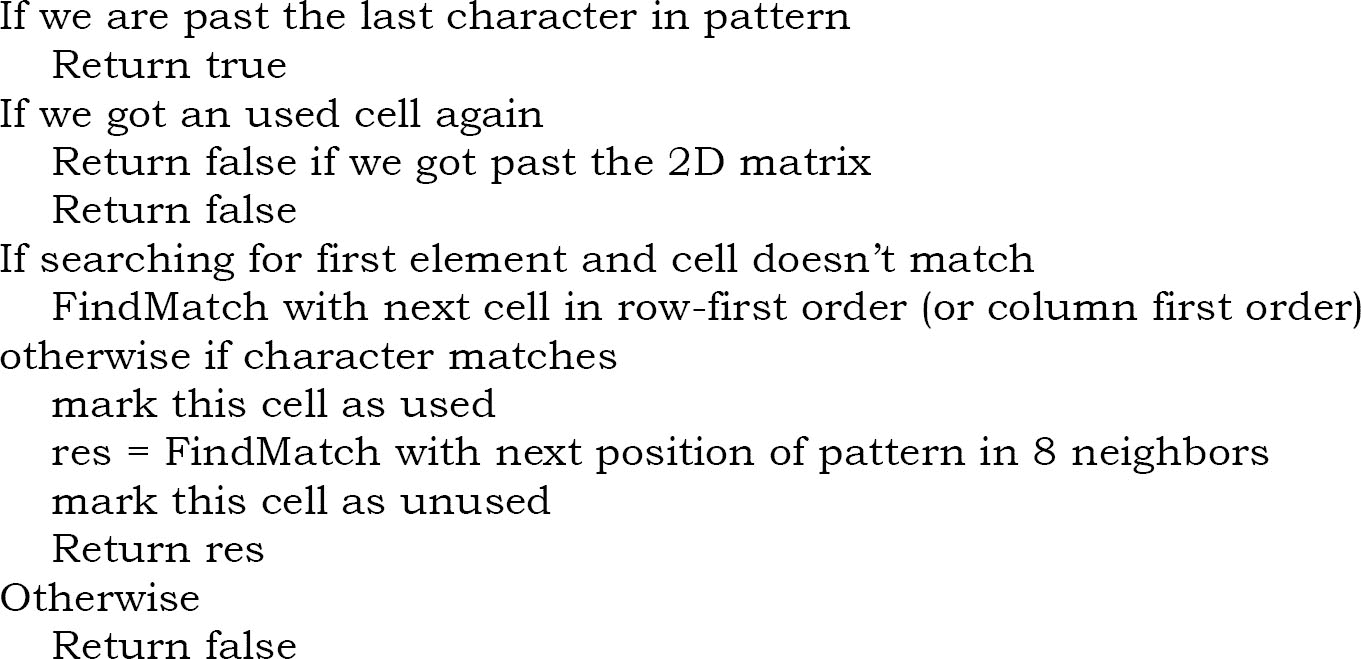 If we are past the last character in pattern
Return true
If we got an used cell again
Return false if we got past the 2D matrix
Return false
If searching for first element and cell doesn’t match
FindMatch with next cell in row-first order (or column first order)
otherwise if character matches
mark this cell as used
res = FindMatch with next position of pattern in 8 neighbors
mark this cell as unused
Return res
Otherwise
Return false